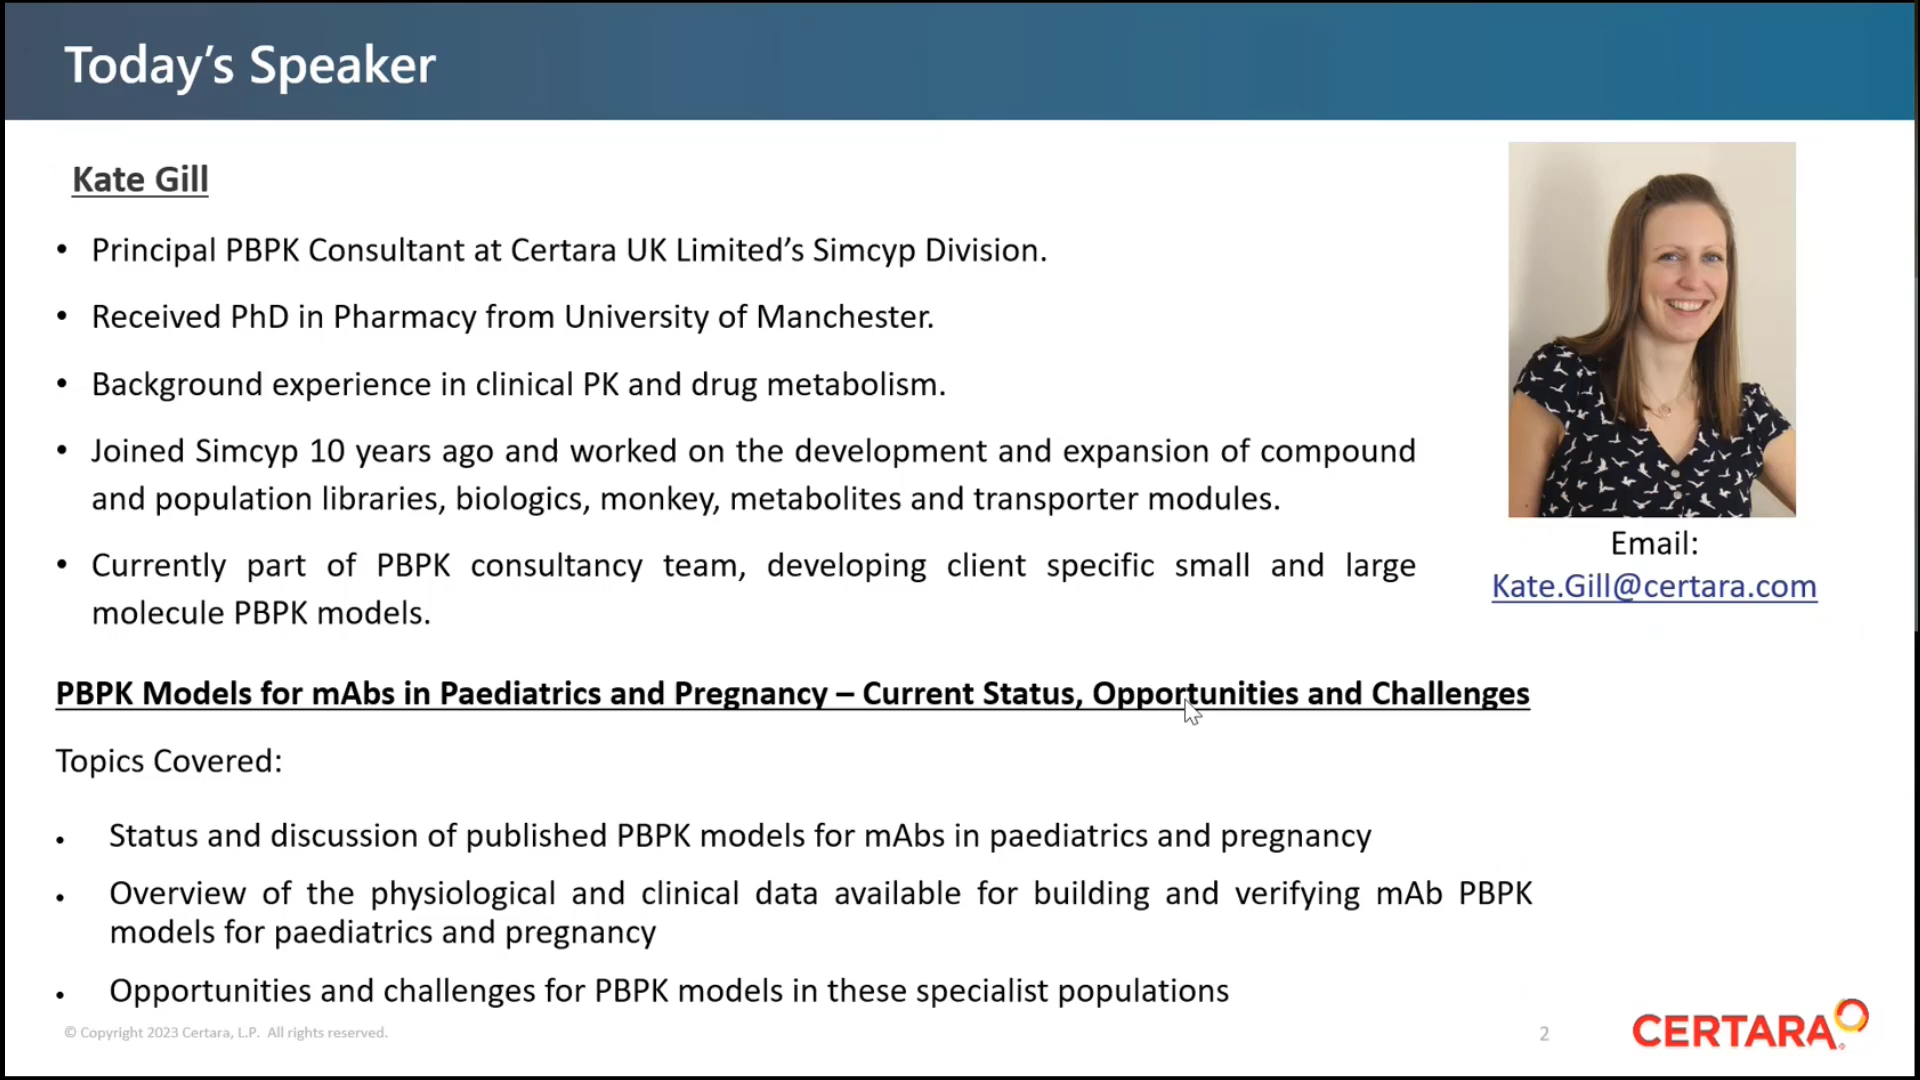 Today’s Speaker
Kate Gill
• Principal PBPK Consultant at Certara UK Limited’s Simcyp Division.
• Received PhD in Pharmacy from University of Manchester.
• Background experience in clinical PK and drug metabolism.
• Joined Simcyp 10 years ago and worked on the development and expansion of compound
and population libraries, biologics, monkey, metabolites and transporter modules.
• Currently part of PBPK consultancy team, developing client specific small and large
molecule PBPK models.
Email:
Kate.Gill@certara.com
PBPK Models for mAbs in Paediatrics and Pregnancy – Current Status, Opportunities and Challenges
Topics Covered:
• Status and discussion of published PBPK models for mAbs in paediatrics and pregnancy
• Overview of the physiological and clinical data available for building and verifying mAb PBPK
models for paediatrics and pregnancy
• Opportunities and challenges for PBPK models in these specialist populations
© Copyright 2023 Certara, L.P. All rights reserved.
2
CERTARA